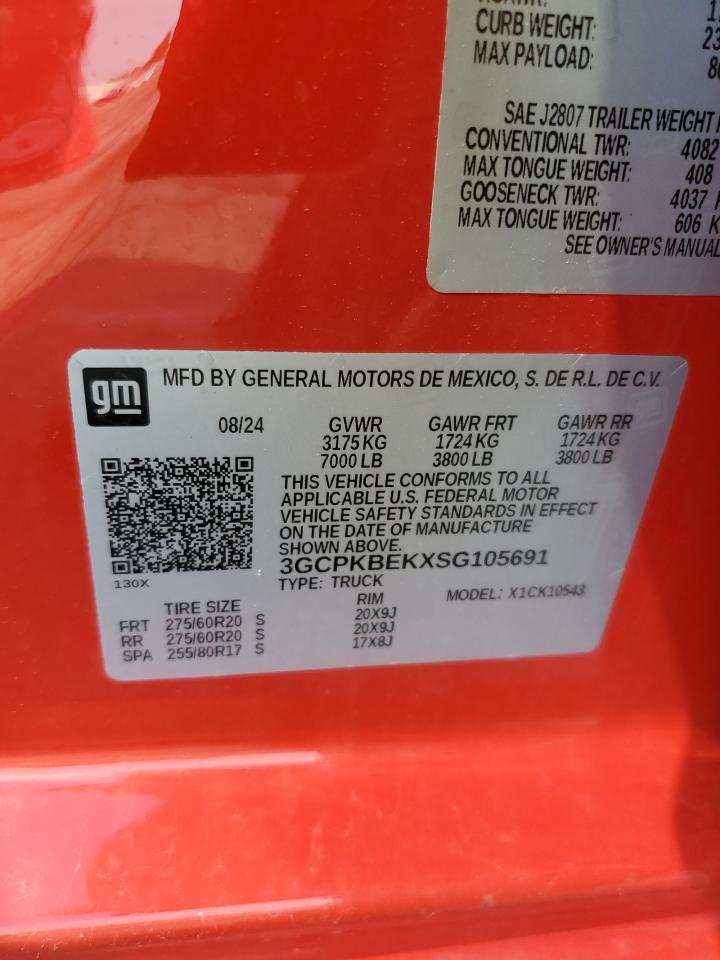 CURB WEIGHT:
MAX PAYLOAD:
SAE J2807 TRAILER WEIGHT
CONVENTIONAL TWR: 4082
MAX TONGUE WEIGHT: 408
GOOSENECK TWR: 4037
MAX TONGUE WEIGHT: 606 K
SEE OWNER'S MANUAL
gm MFD BY GENERAL MOTORS DE MEXICO, S. DE R.L. DE C.V.
08/24 GVWR GAWR FRT GAWR RR
3175 KG 1724 KG 1724 KG
7000 LB 3800 LB 3800 LB
THIS VEHICLE CONFORMS TO ALL
APPLICABLE U.S. FEDERAL MOTOR
VEHICLE SAFETY STANDARDS IN EFFECT
ON THE DATE OF MANUFACTURE
SHOWN ABOVE.
3GCPKBEKXSG105691
130X TYPE: TRUCK MODEL: X1CK10543
TIRE SIZE RIM
FRT 275/60R20 S 20X9J
RR 275/60R20 S 20X9J
SPA 255/80R17 S 17X8J